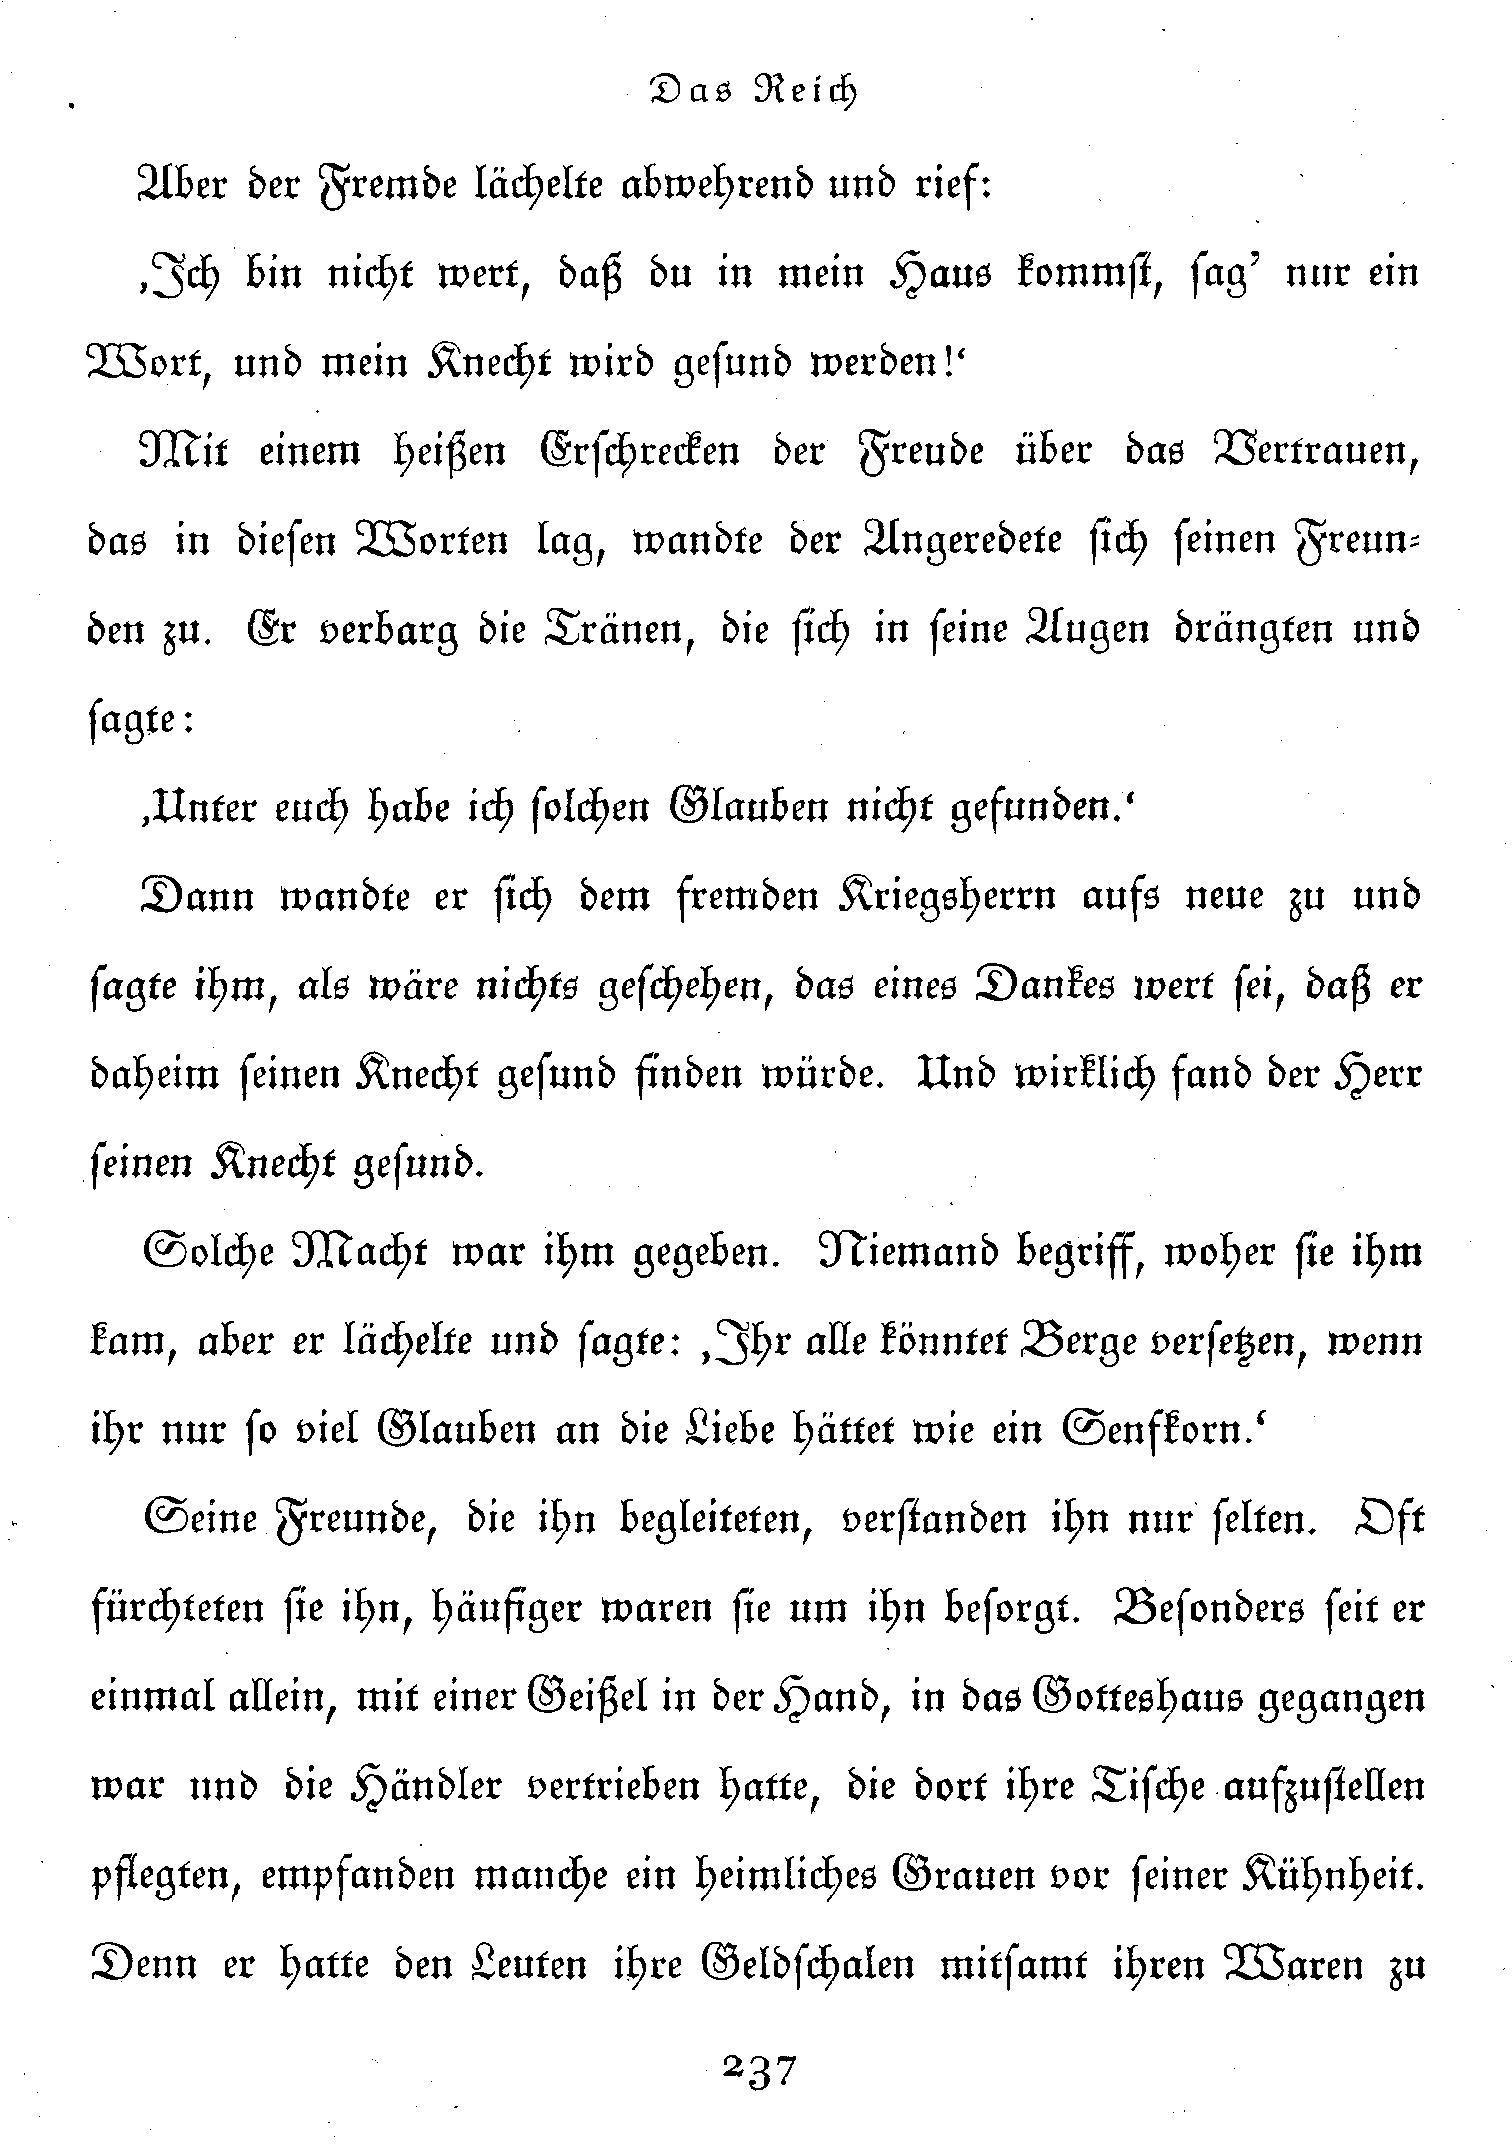 Das Reich
Aber der Fremde lächelte abwehrend und rief:
‚Ich bin nicht wert, daß du in mein Haus kommst, sag’ nur ein
Wort, und mein Knecht wird gesund werden!‘
Mit einem heißen Erschrecken der Freude über das Vertrauen,
das in diesen Worten lag, wandte der Angeredete sich seinen Freun-
den zu. Er verbarg die Tränen, die sich in seine Augen drängten und
sagte:
‚Unter euch habe ich solchen Glauben nicht gefunden.‘
Dann wandte er sich dem fremden Kriegsherrn aufs neue zu und
sagte ihm, als wäre nichts geschehen, das eines Dankes wert sei, daß er
daheim seinen Knecht gesund finden würde. Und wirklich fand der Herr
seinen Knecht gesund.
Solche Macht war ihm gegeben. Niemand begriff, woher sie ihm
kam, aber er lächelte und sagte: ‚Ihr alle könntet Berge versetzen, wenn
ihr nur so viel Glauben an die Liebe hättet wie ein Senfkorn.‘
Seine Freunde, die ihn begleiteten, verstanden ihn nur selten. Oft
fürchteten sie ihn, häufiger waren sie um ihn besorgt. Besonders seit er
einmal allein, mit einer Geißel in der Hand, in das Gotteshaus gegangen
war und die Händler vertrieben hatte, die dort ihre Tische aufzustellen
pflegten, empfanden manche ein heimliches Grauen vor seiner Kühnheit.
Denn er hatte den Leuten ihre Geldschalen mitsamt ihren Waren zu
237